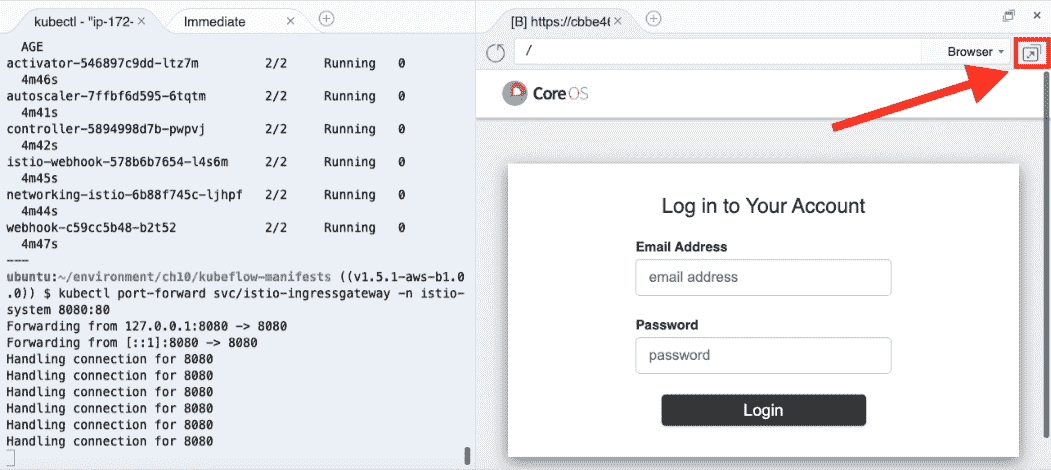 kubectl - "ip-172-
Immediate
AGE
activator-546897c9dd-ltz7m 2/2 Running 0
4m46s
autoscaler-7ffbf6d595-6tqtm 2/2 Running 0
4m41s
controller-5894998d7b-pwpvj 2/2 Running 0
4m42s
istio-webhook-578b6b7654-l4s6m 2/2 Running 0
4m45s
networking-istio-6b88f745c-ljhpf 2/2 Running 0
4m44s
webhook-c59cc5b48-b2t52 2/2 Running 0
4m47s
---
ubuntu:~/environment/ch10/kubeflow-manifests ((v1.5.1-aws-b1.0
.0)) $ kubectl port-forward svc/istio-ingressgateway -n istio-
system 8080:80
Forwarding from 127.0.0.1:8080 -> 8080
Forwarding from [::1]:8080 -> 8080
Handling connection for 8080
Handling connection for 8080
Handling connection for 8080
Handling connection for 8080
Handling connection for 8080
Handling connection for 8080
[B] https://cbbe46
/
Browser
CoreOS
Log in to Your Account
Email Address
email address
Password
password
Login